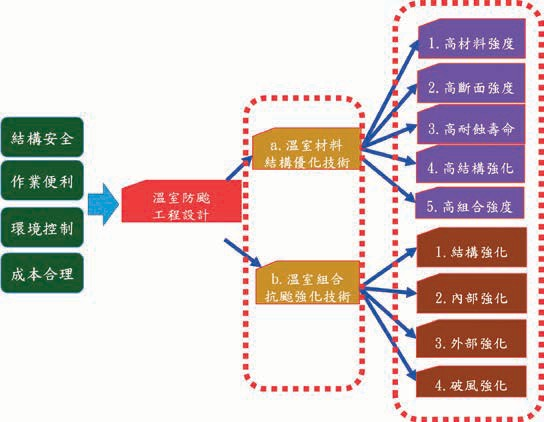 結構安全
作業便利
環境控制
成本合理
溫室防颱
工程設計
a.溫室材料
結構優化技術
b.溫室組合
抗颱強化技術
1.高材料強度
2.高斷面強度
3.高耐蝕壽命
4.高結構強化
5.高組合強度
1.結構強化
2.內部強化
3.外部強化
4.破風強化